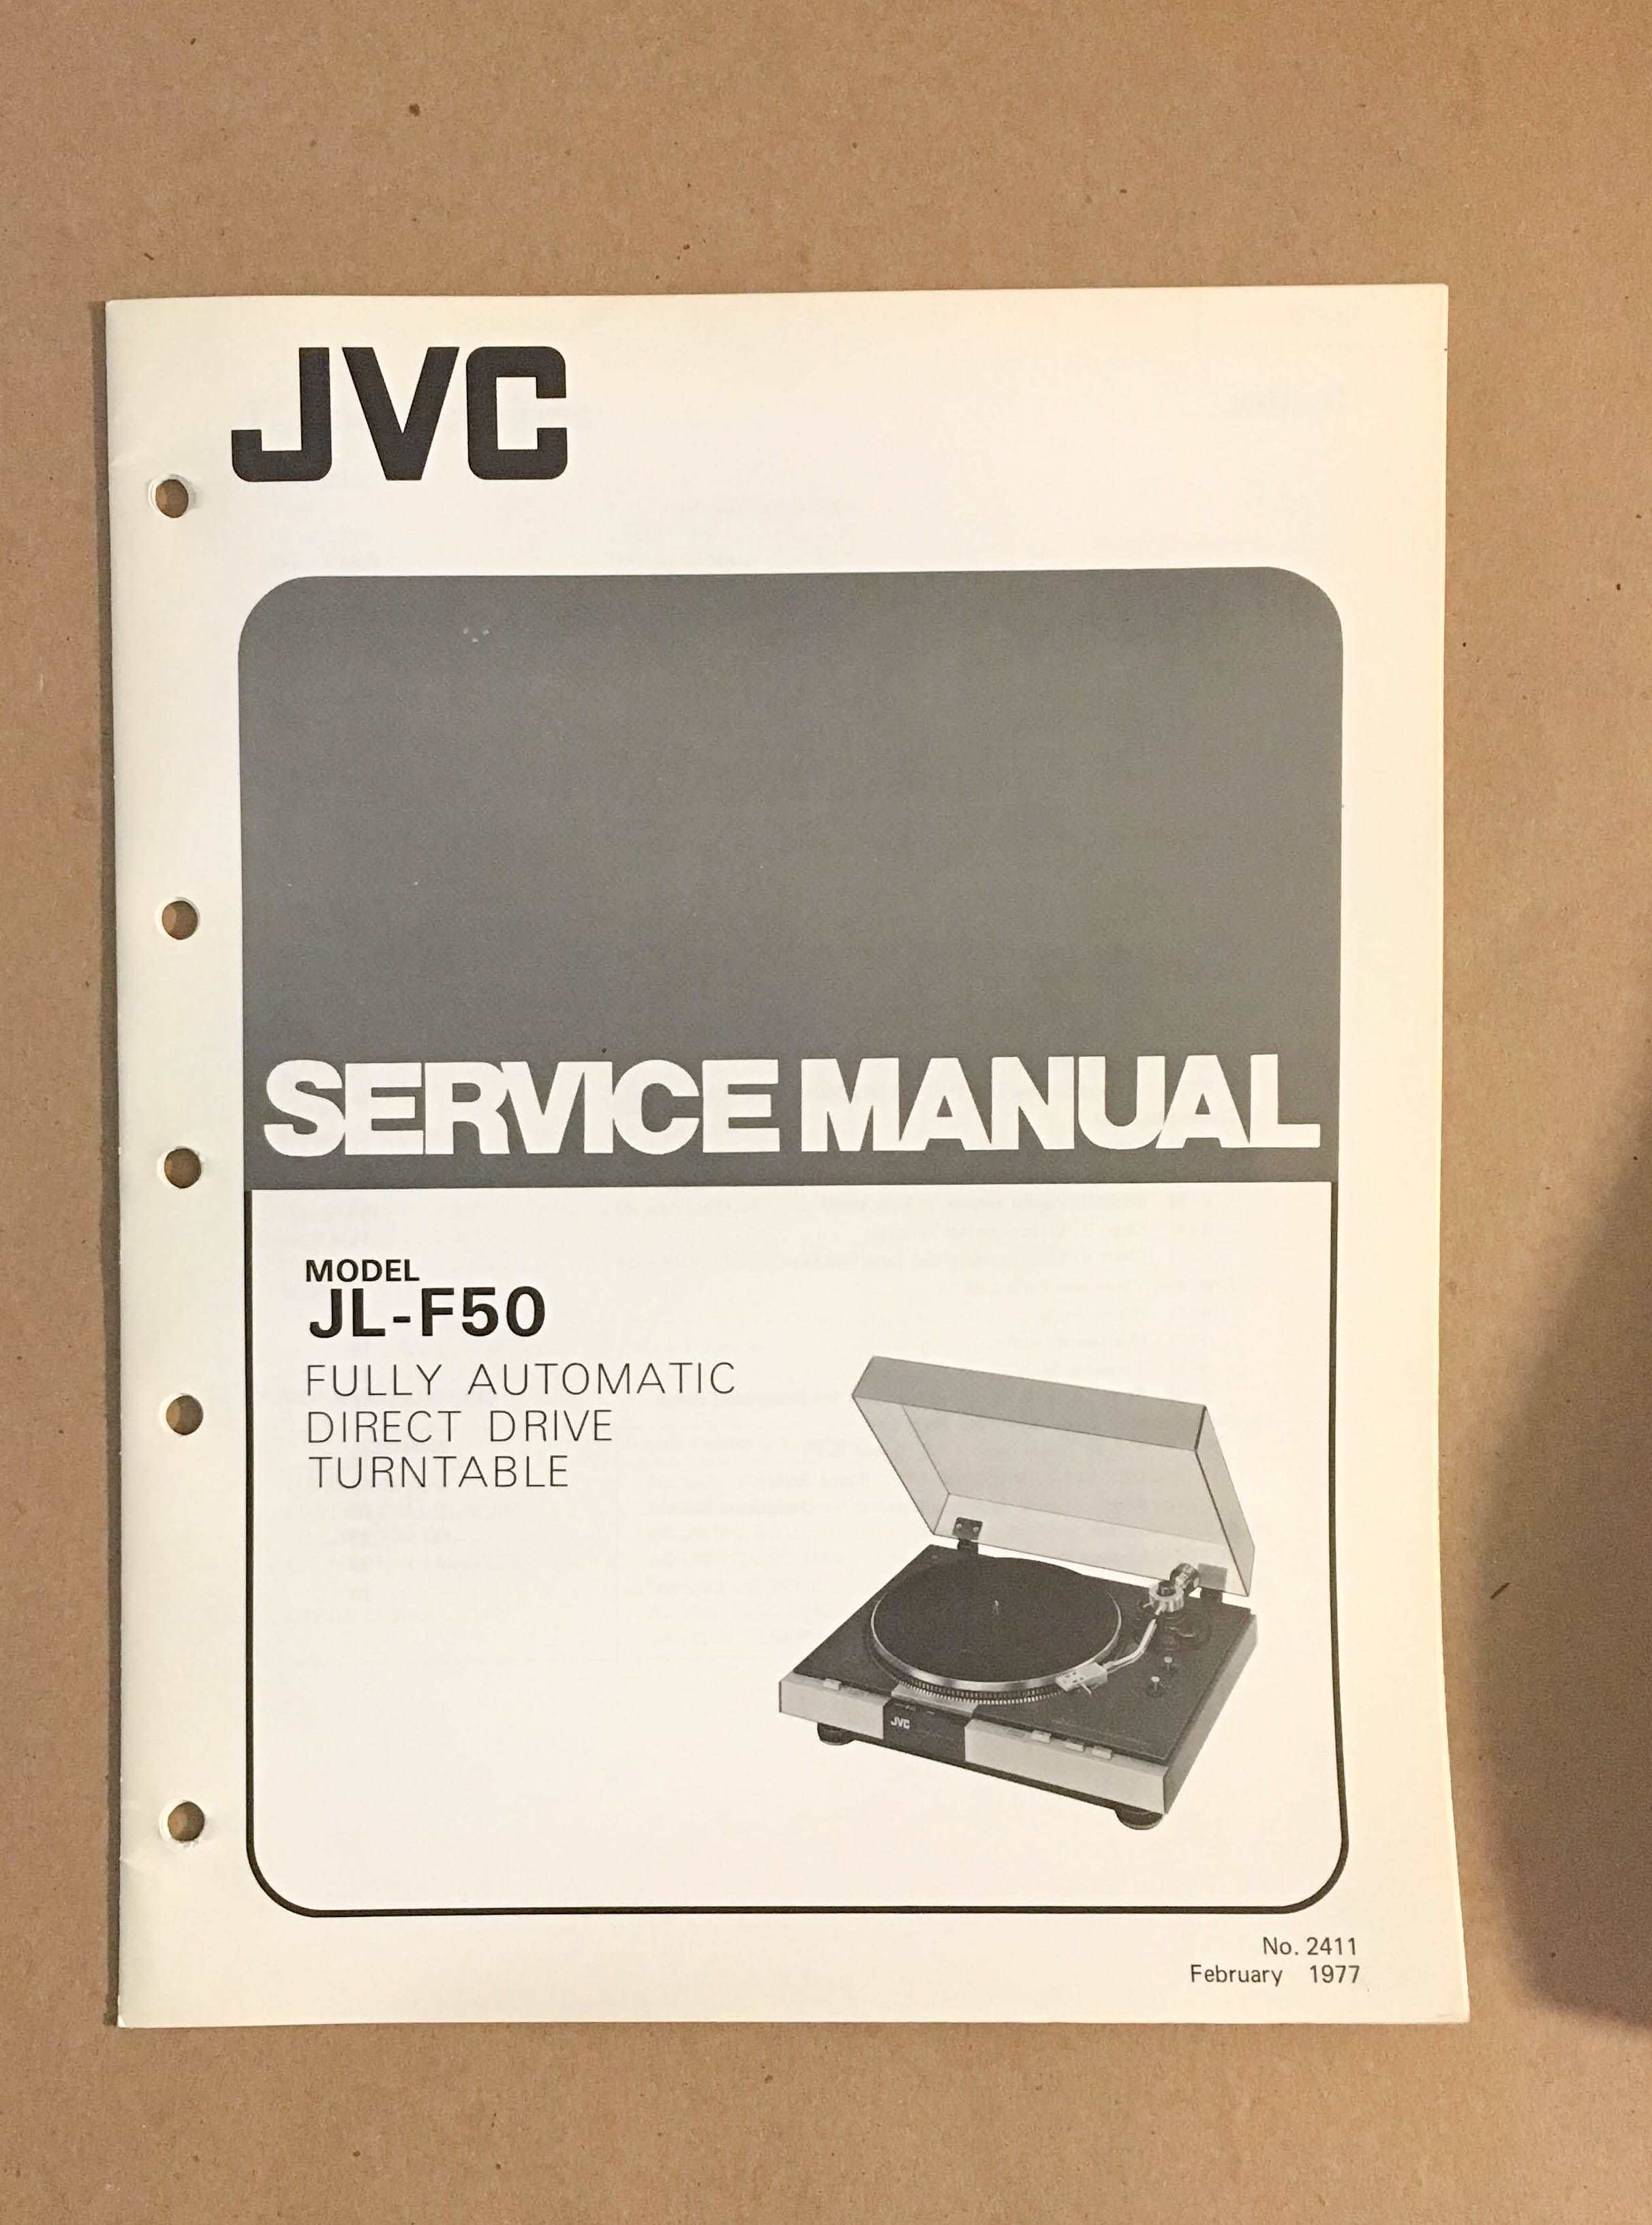 JVC
SERVICE MANUAL
MODEL
JL-F50
FULLY AUTOMATIC
DIRECT DRIVE
TURNTABLE
JVC
No. 2411
February 1977